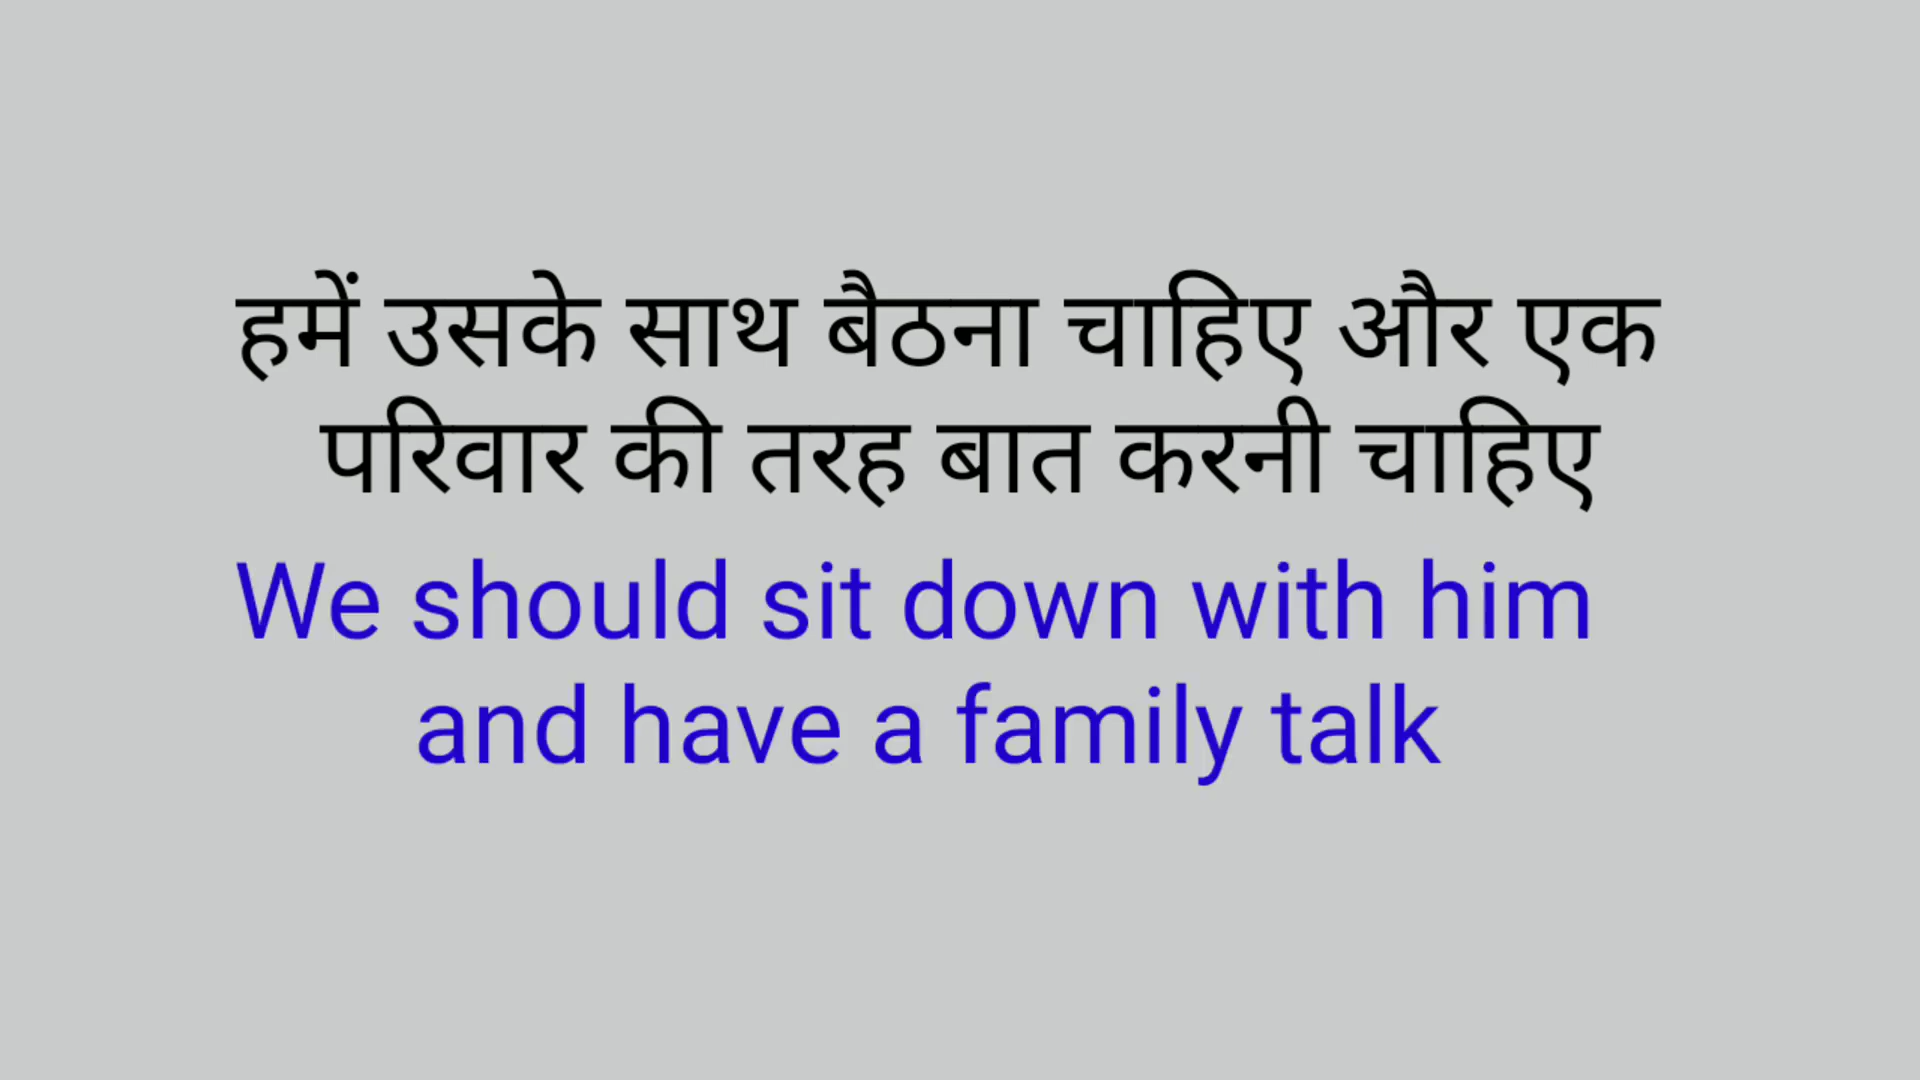 हमें उसके साथ बैठना चाहिए और एक
परिवार की तरह बात करनी चाहिए
We should sit down with him
and have a family talk